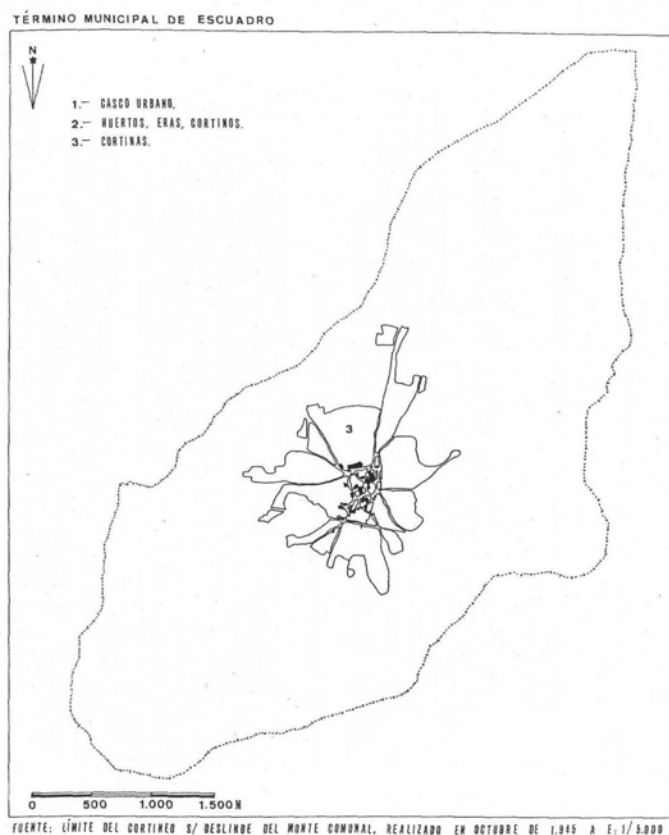 TÉRMINO MUNICIPAL DE ESCUADRO
N
1.- CASCO URBANO.
2.- HUERTOS, ERAS, CORTINOS.
3.- CORTINAS.
3
0 500 1.000 1.500 M
FUENTE: LÍMITE DEL CORTINEO S/ DESLINDE DEL MONTE COMUNAL, REALIZADO EN OCTUBRE DE 1.945 A E: 1/5.000